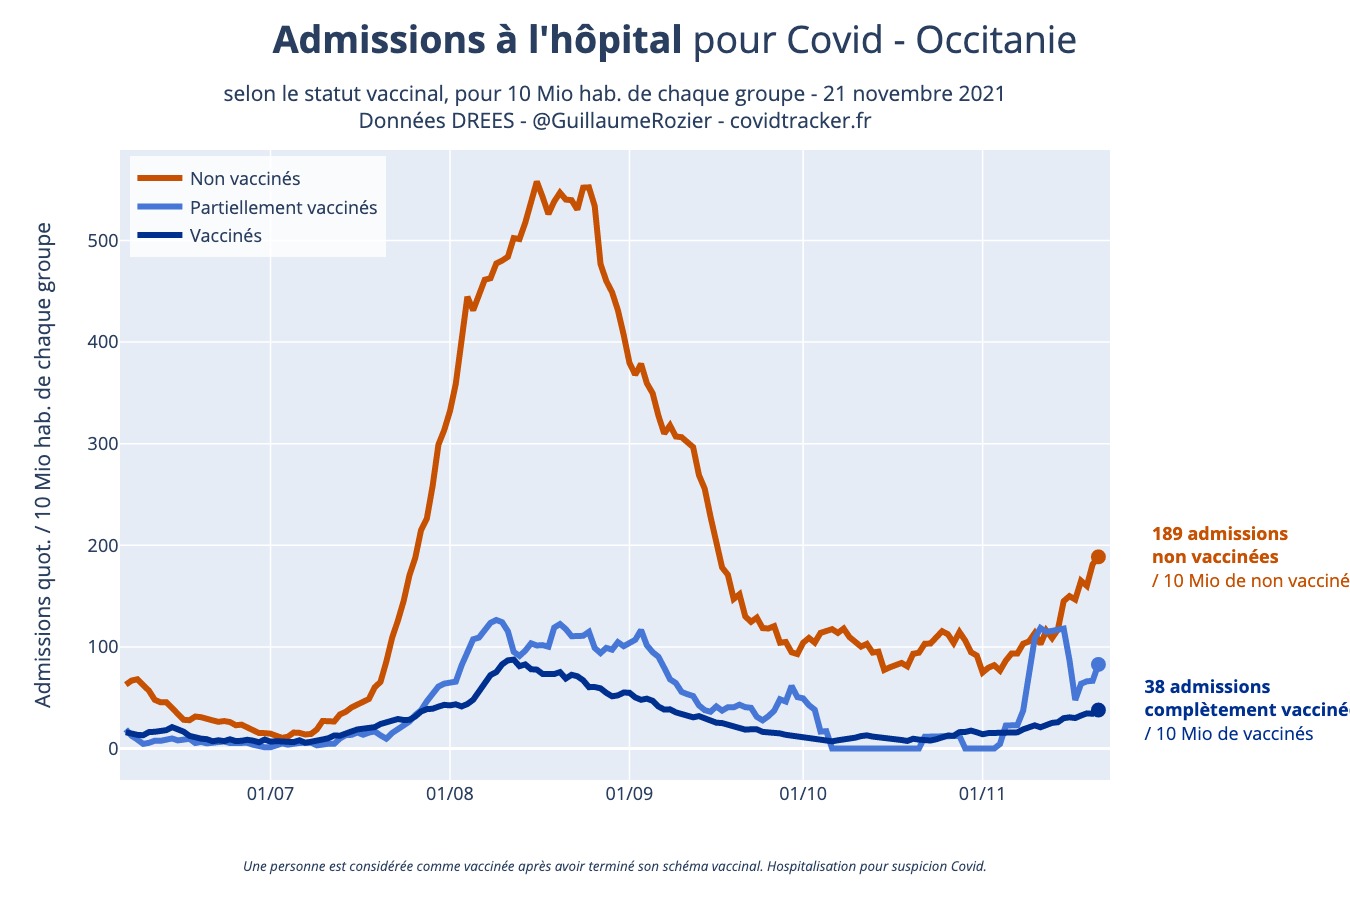 Admissions à l'hôpital pour Covid - Occitanie
selon le statut vaccinal, pour 10 Mio hab. de chaque groupe - 21 novembre 2021
Données DREES - @GuillaumeRozier - covidtracker.fr
Non vaccinés
Partiellement vaccinés
Vaccinés
Admissions quot. / 10 Mio hab. de chaque groupe
500
400
300
200
100
0
01/07
01/08
01/09
01/10
01/11
189 admissions
non vaccinées
/ 10 Mio de non vacciné
38 admissions
complètement vacciné
/ 10 Mio de vaccinés
Une personne est considérée comme vaccinée après avoir terminé son schéma vaccinal. Hospitalisation pour suspicion Covid.